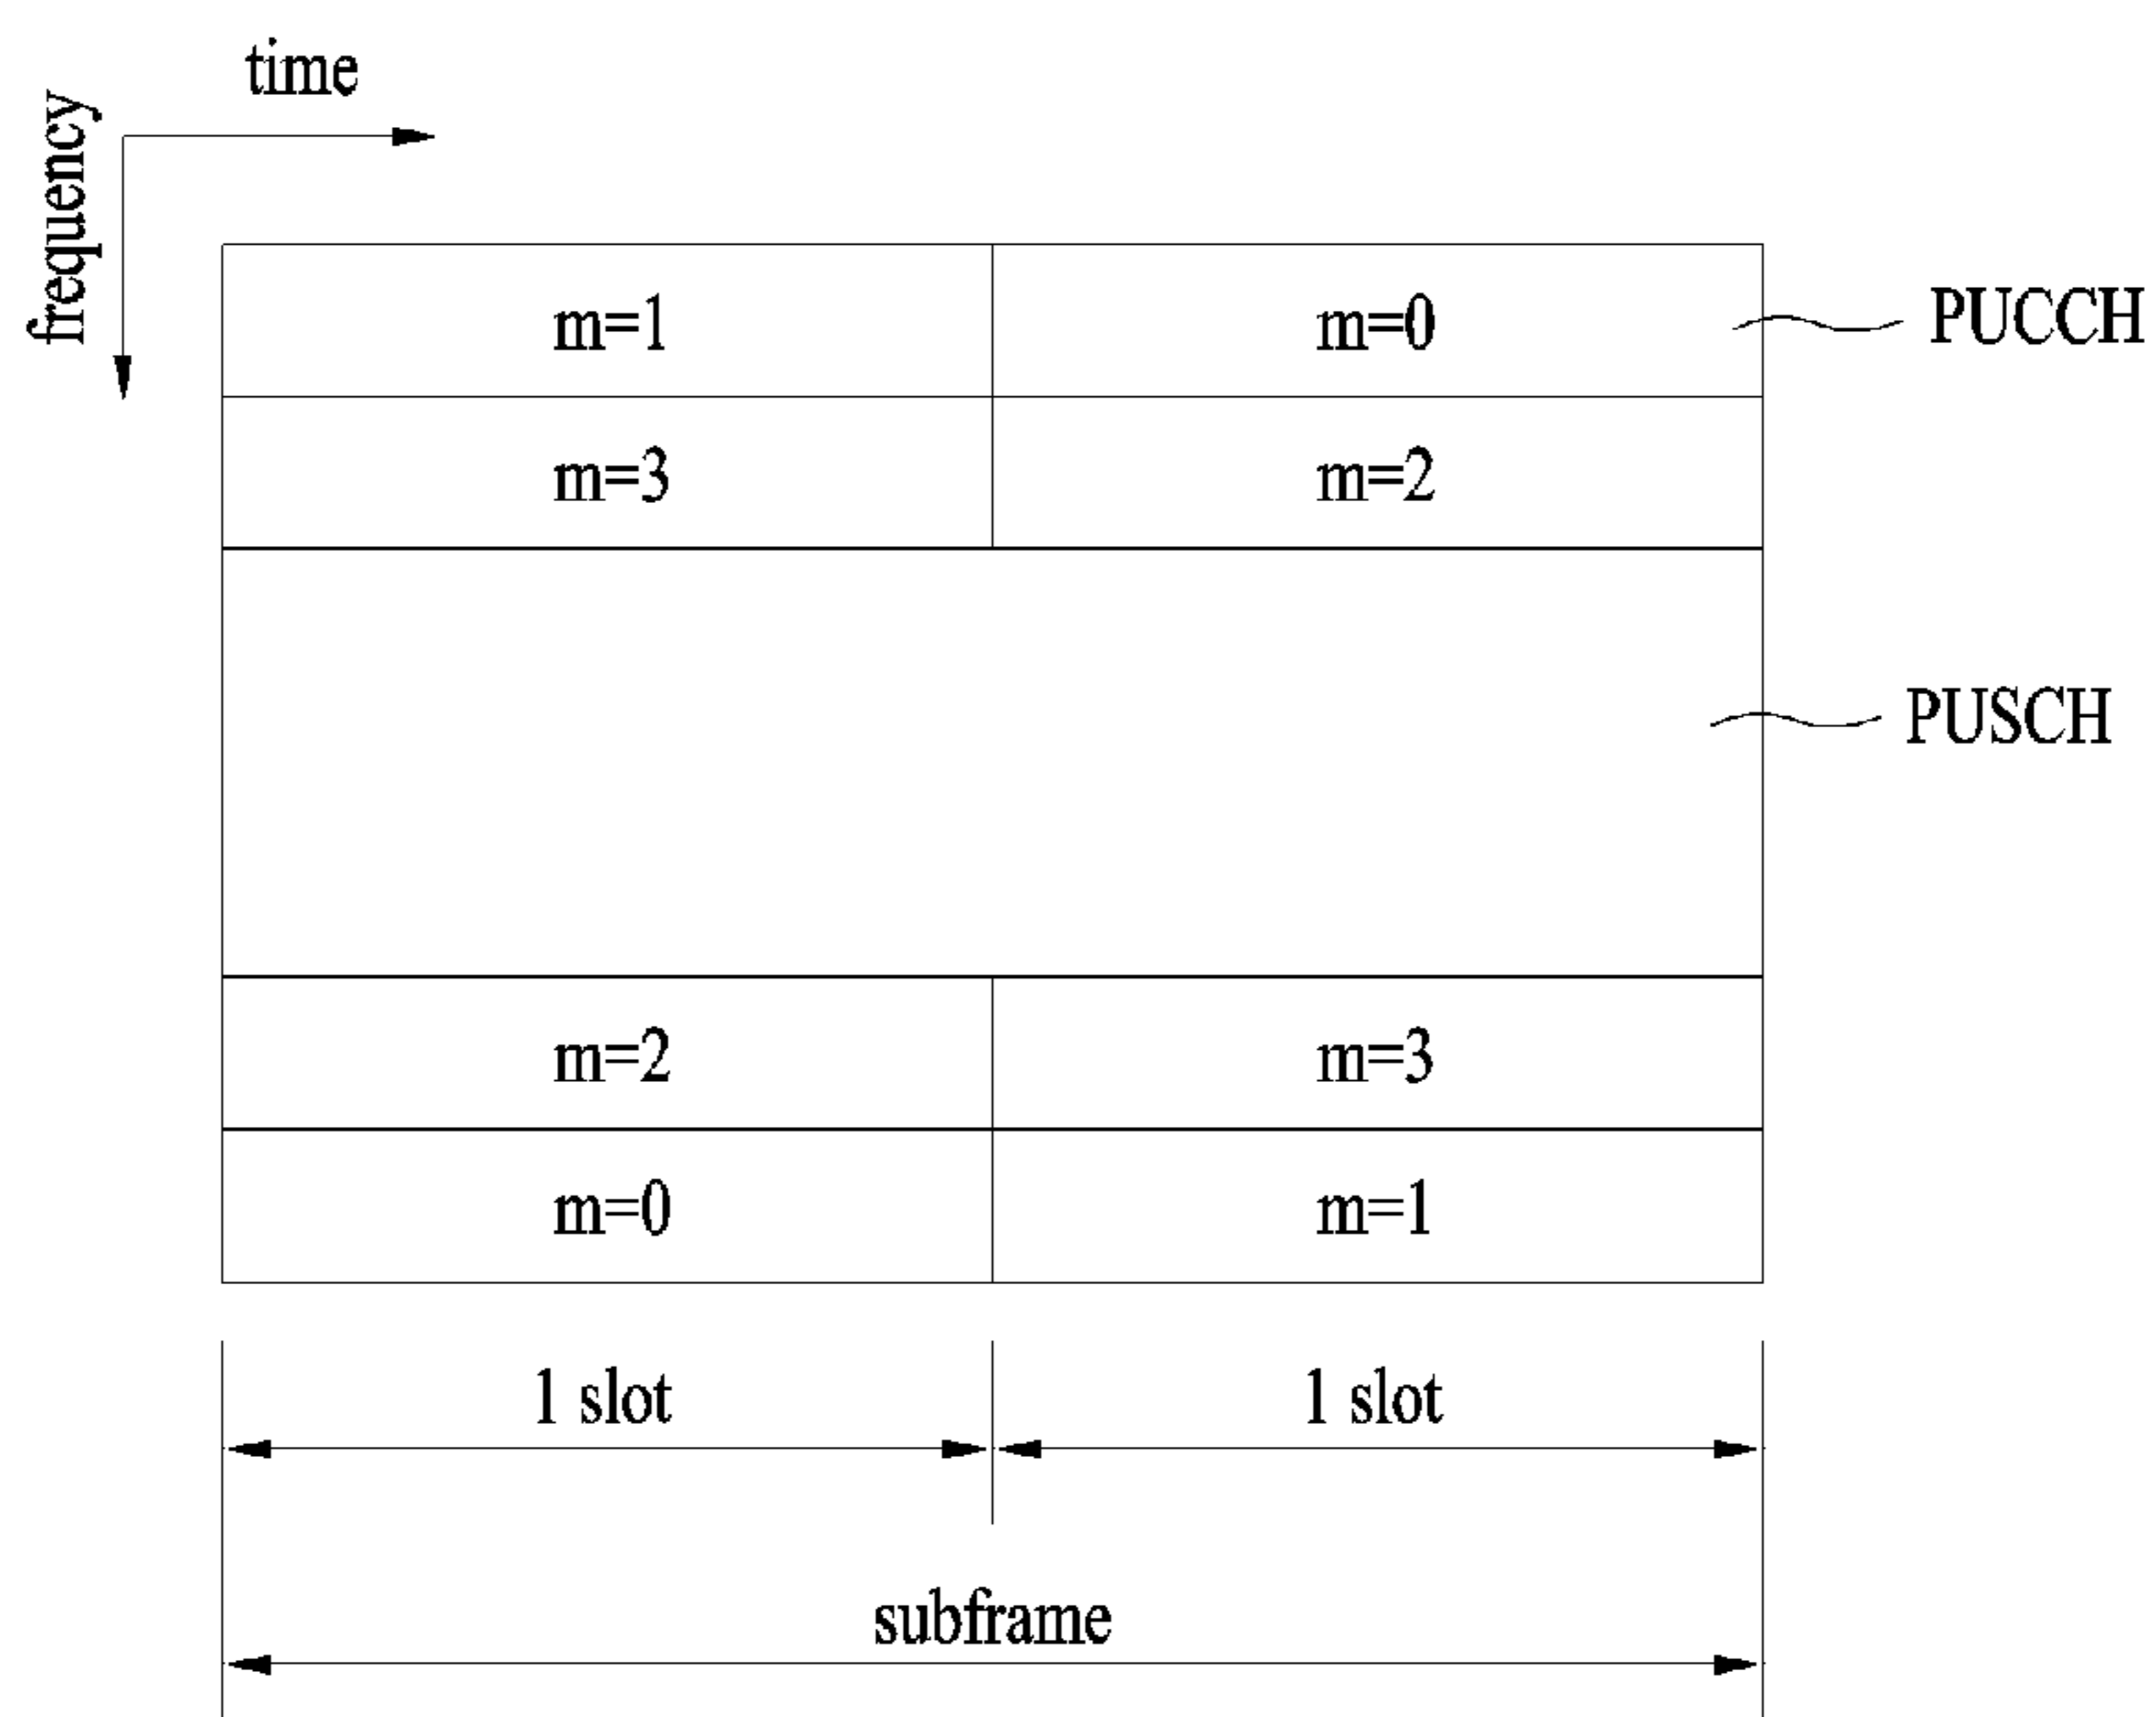 time
frequency
m=1 m=0 PUCCH
m=3 m=2
PUSCH
m=2 m=3
m=0 m=1
1 slot 1 slot
subframe